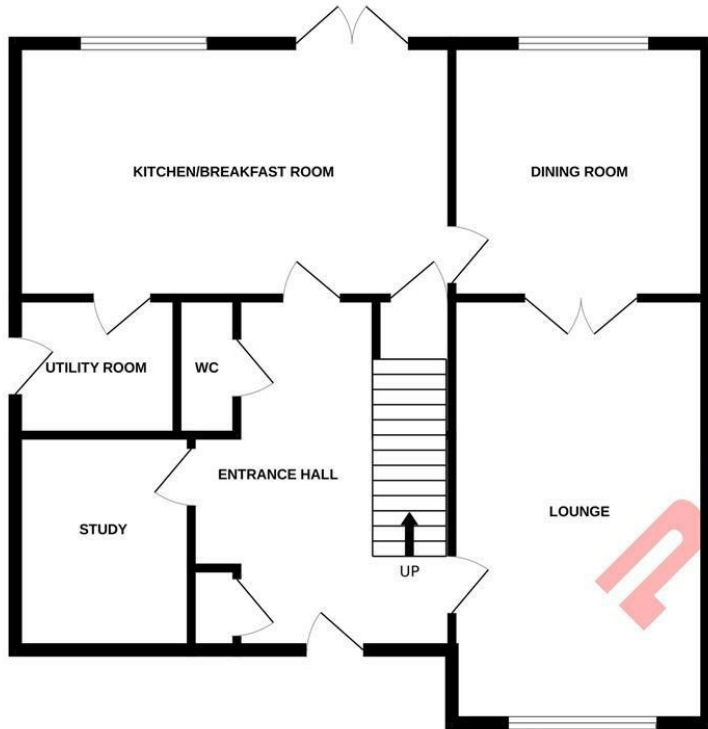 KITCHEN/BREAKFAST ROOM
DINING ROOM
UTILITY ROOM
WC
ENTRANCE HALL
LOUNGE
STUDY
UP